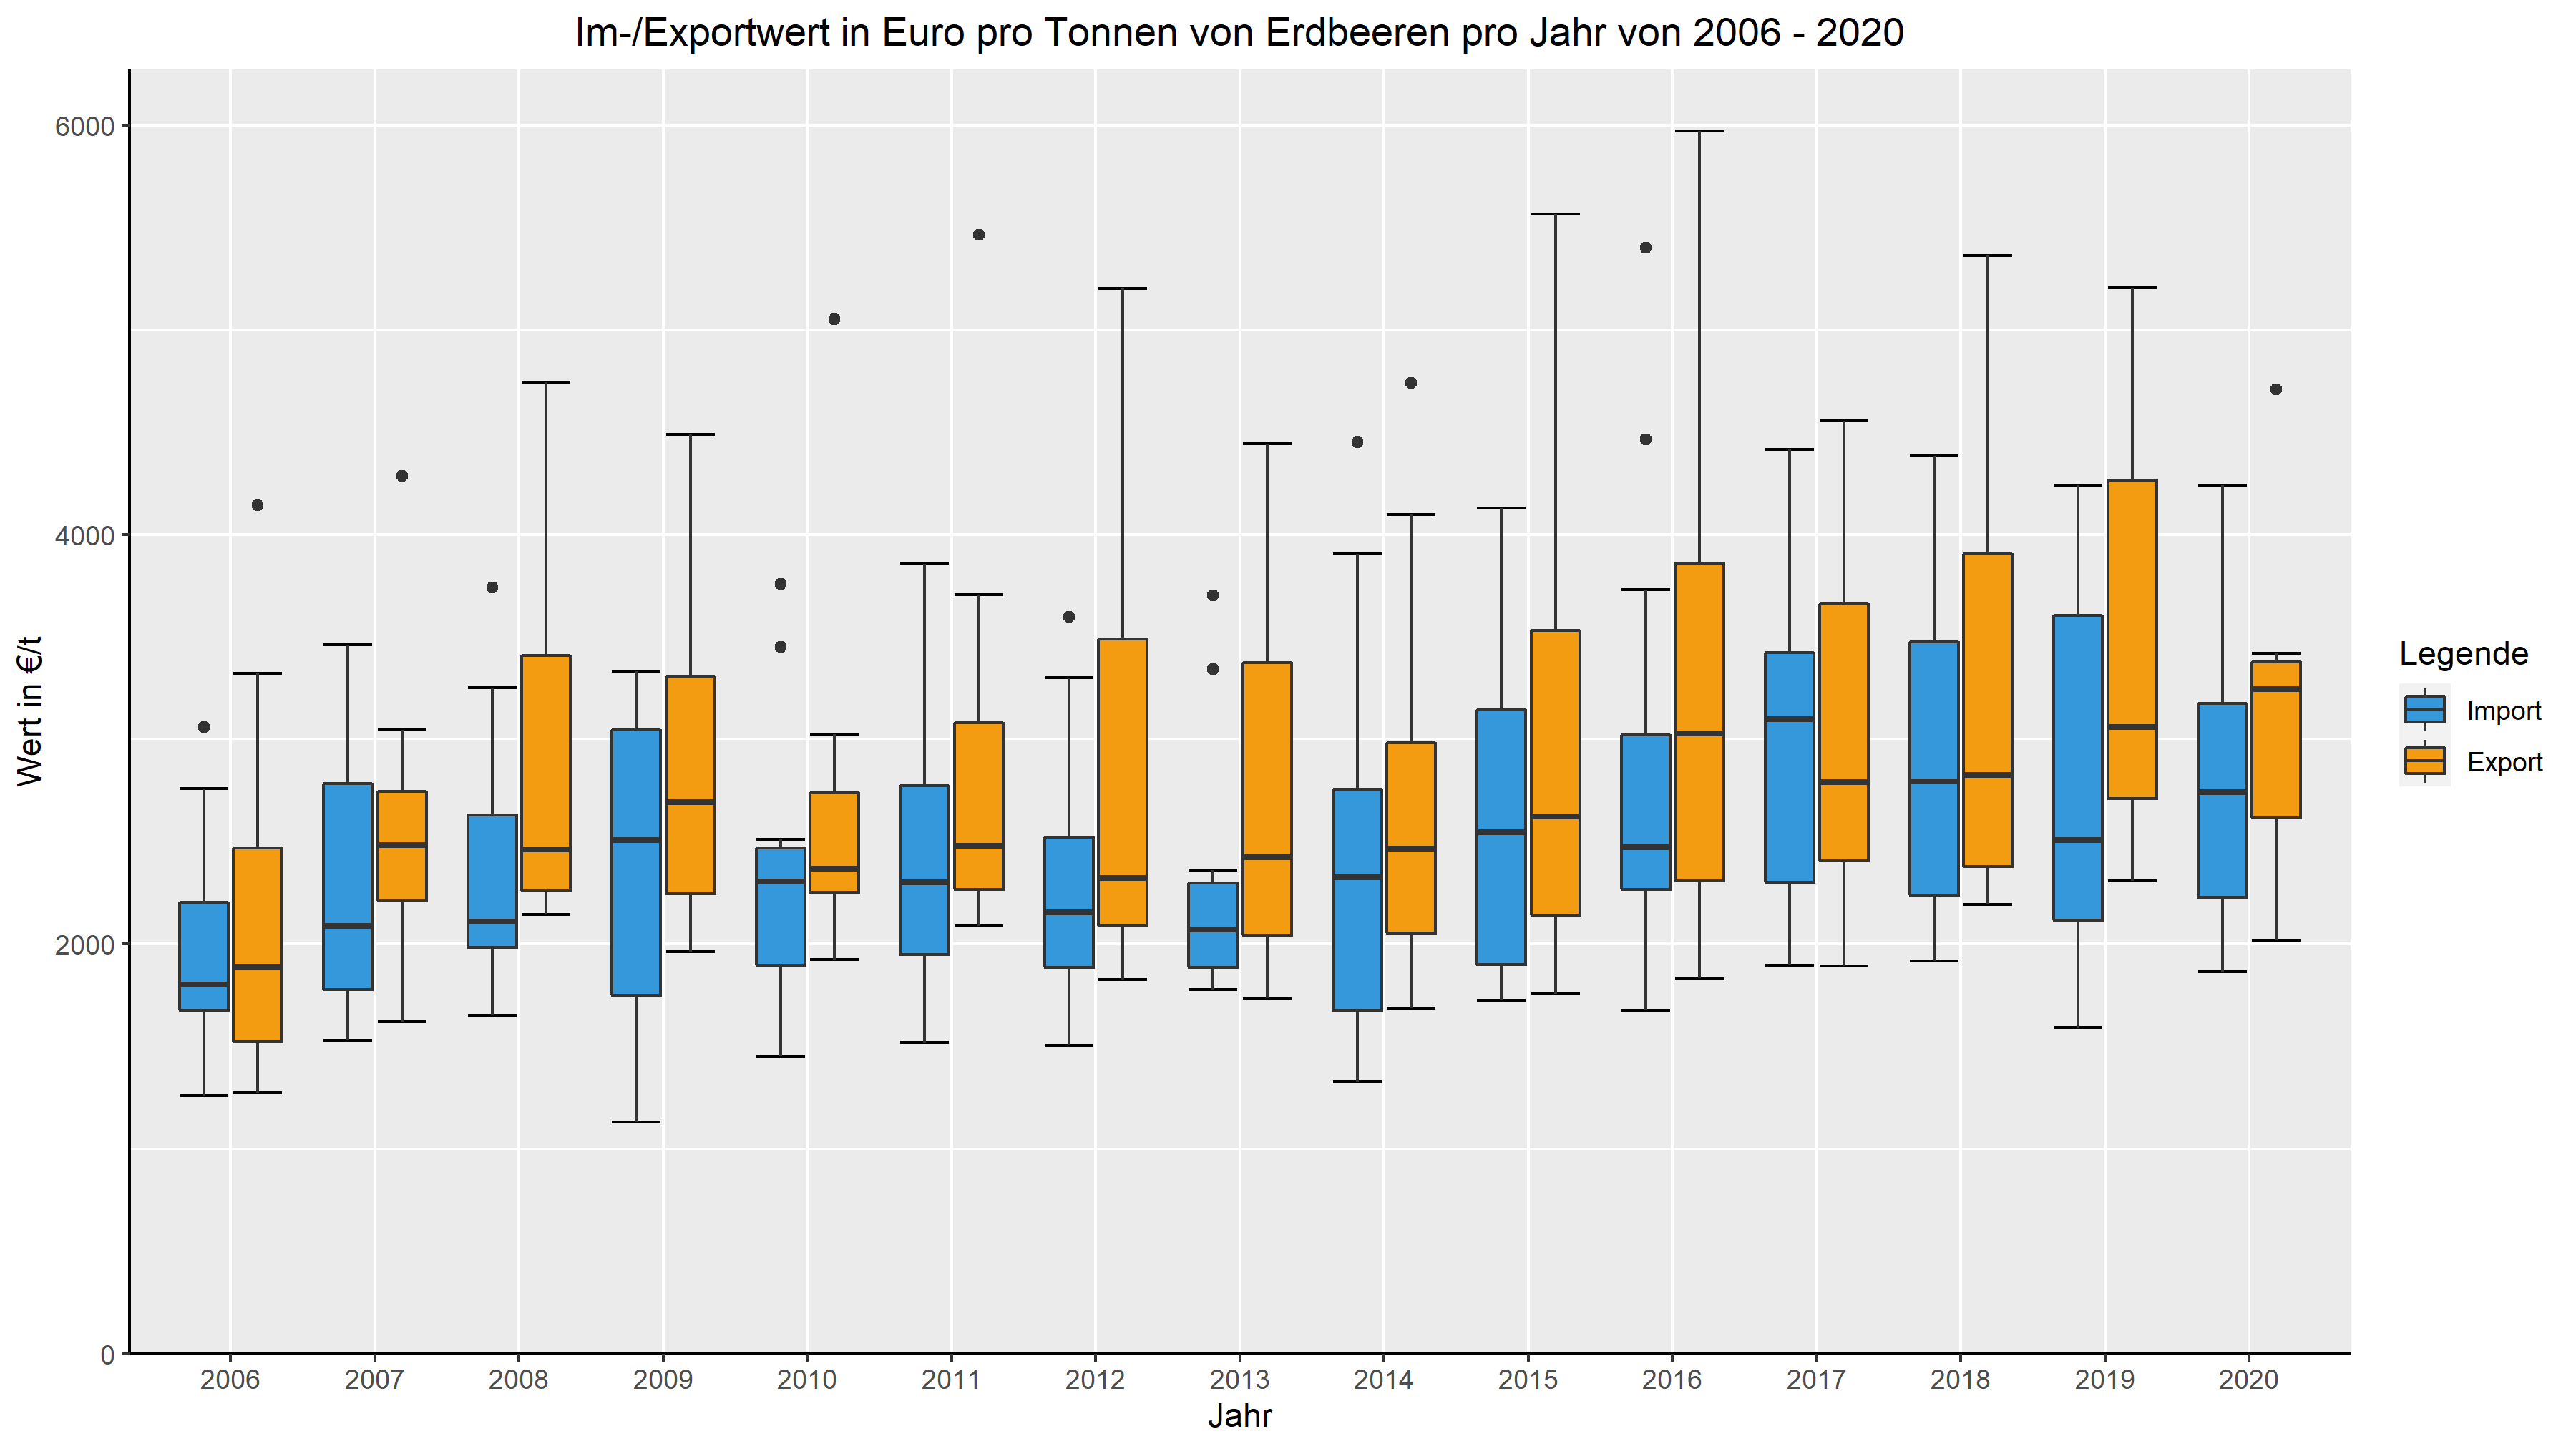 Im-/Exportwert in Euro pro Tonnen von Erdbeeren pro Jahr von 2006 - 2020
6000
4000
2000
0
Wert in €/t
2006 2007 2008 2009 2010 2011 2012 2013 2014 2015 2016 2017 2018 2019 2020
Jahr
Legende
Import
Export